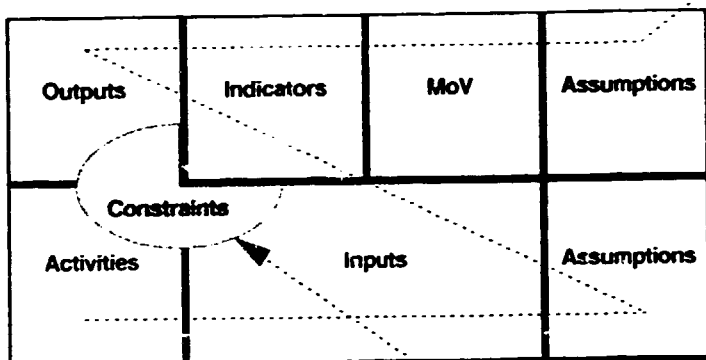 Outputs
Indicators
MoV
Assumptions
Constraints
Activities
Inputs
Assumptions